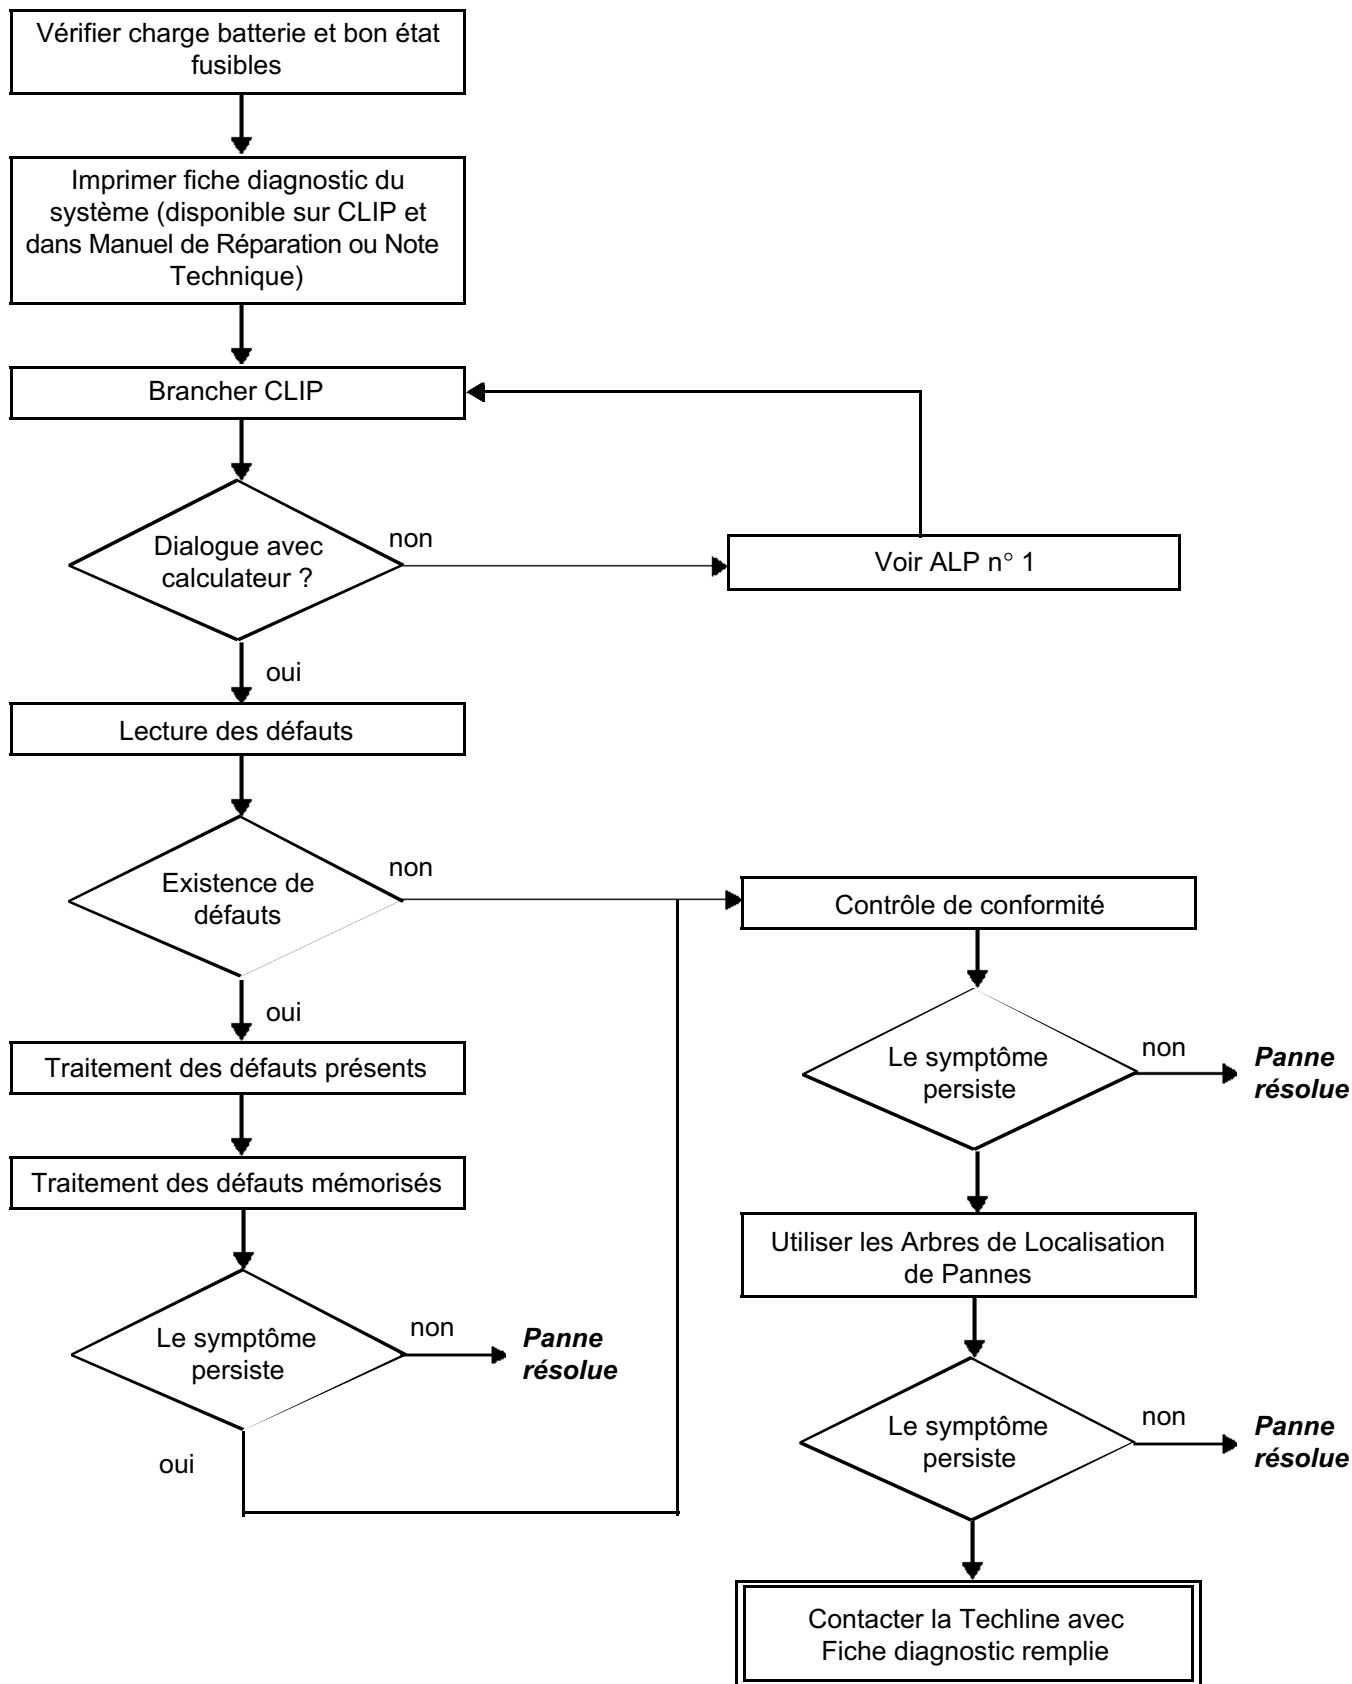 Vérifier charge batterie et bon état
fusibles
Imprimer fiche diagnostic du
système (disponible sur CLIP et
dans Manuel de Réparation ou Note
Technique)
Brancher CLIP
Dialogue avec
calculateur ?
non
Voir ALP n° 1
oui
Lecture des défauts
Existence de
défauts
non
Contrôle de conformité
oui
Traitement des défauts présents
Traitement des défauts mémorisés
Le symptôme
persiste
non
Panne
résolue
oui
Le symptôme
persiste
non
Panne
résolue
Utiliser les Arbres de Localisation
de Pannes
Le symptôme
persiste
non
Panne
résolue
Contacter la Techline avec
Fiche diagnostic remplie